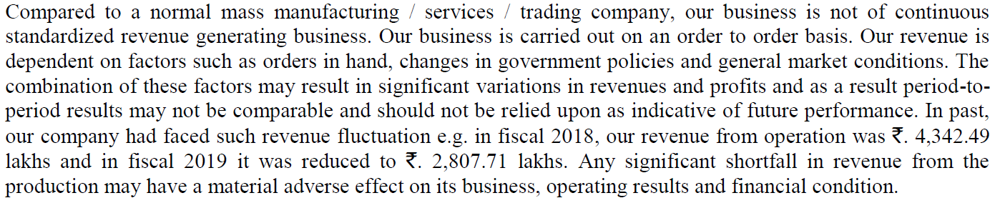 Compared to a normal mass manufacturing / services / trading company, our business is not of continuous
standardized revenue generating business. Our business is carried out on an order to order basis. Our revenue is
dependent on factors such as orders in hand, changes in government policies and general market conditions. The
combination of these factors may result in significant variations in revenues and profits and as a result period-to-
period results may not be comparable and should not be relied upon as indicative of future performance. In past,
our company had faced such revenue fluctuation e.g. in fiscal 2018, our revenue from operation was ₹. 4,342.49
lakhs and in fiscal 2019 it was reduced to ₹. 2,807.71 lakhs. Any significant shortfall in revenue from the
production may have a material adverse effect on its business, operating results and financial condition.